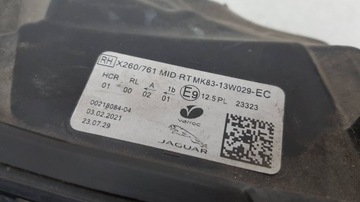 RH X260/761 MID RT MK83-13W029-EC
HCR RL A 1b E9 12.5 PL 23323
01 00 02 01
00218084-04
03.02.2021
23.07.29
varroc
JAGUAR